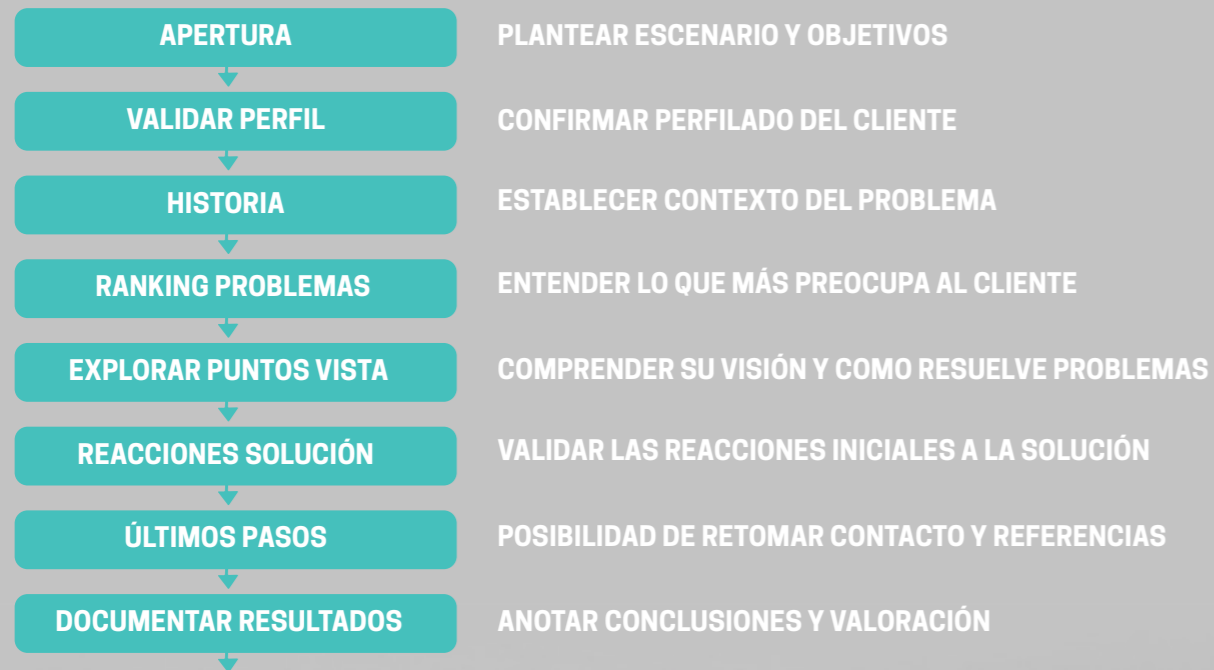 APERTURA
PLANTEAR ESCENARIO Y OBJETIVOS
VALIDAR PERFIL
CONFIRMAR PERFILADO DEL CLIENTE
HISTORIA
ESTABLECER CONTEXTO DEL PROBLEMA
RANKING PROBLEMAS
ENTENDER LO QUE MÁS PREOCUPA AL CLIENTE
EXPLORAR PUNTOS VISTA
COMPRENDER SU VISIÓN Y COMO RESUELVE PROBLEMAS
REACCIONES SOLUCIÓN
VALIDAR LAS REACCIONES INICIALES A LA SOLUCIÓN
ÚLTIMOS PASOS
POSIBILIDAD DE RETOMAR CONTACTO Y REFERENCIAS
DOCUMENTAR RESULTADOS
ANOTAR CONCLUSIONES Y VALORACIÓN